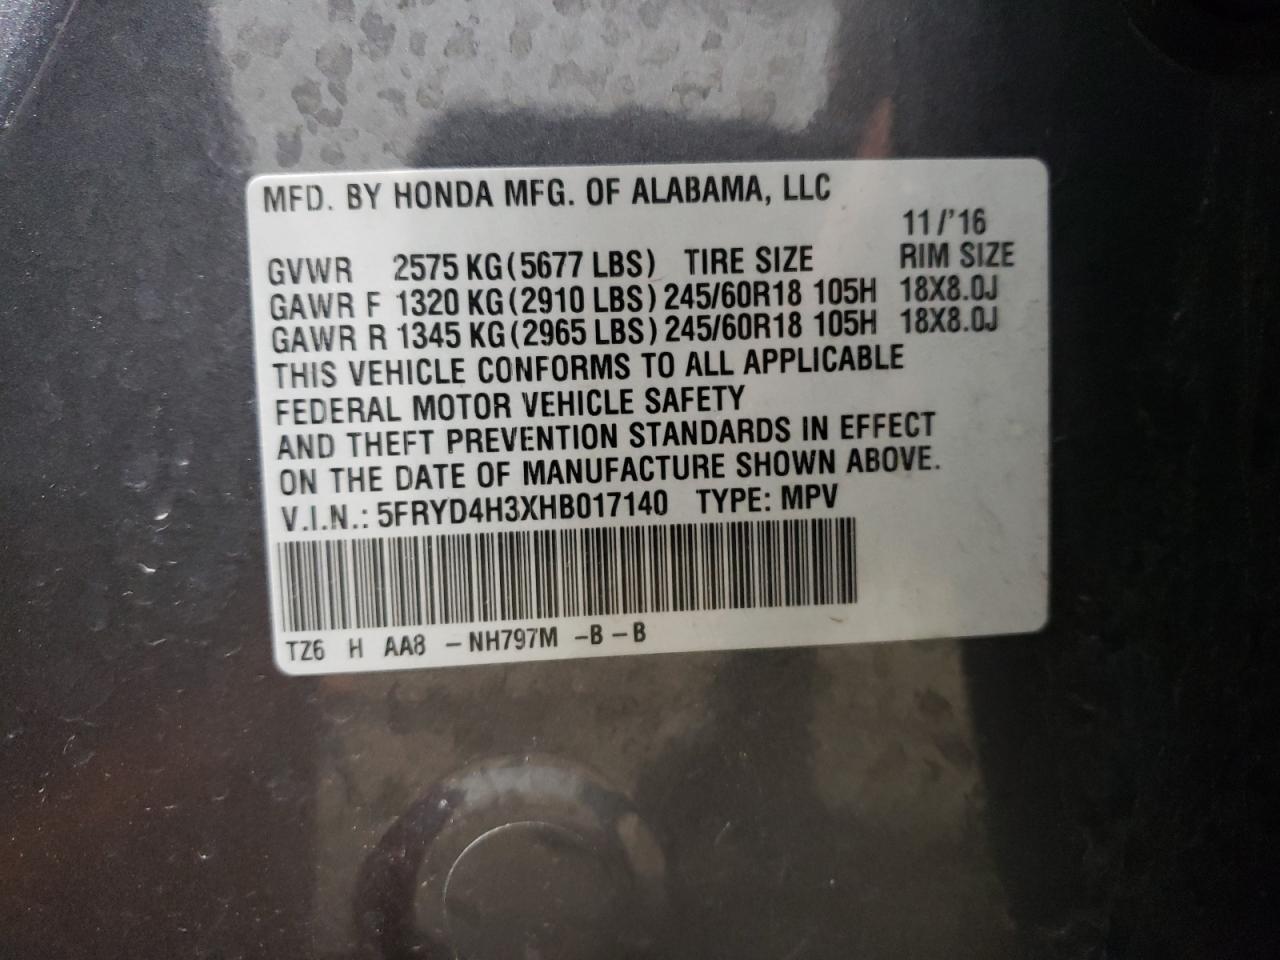 MFD. BY HONDA MFG. OF ALABAMA, LLC
11/'16
GVWR 2575 KG(5677 LBS) TIRE SIZE RIM SIZE
GAWR F 1320 KG(2910 LBS) 245/60R18 105H 18X8.0J
GAWR R 1345 KG(2965 LBS) 245/60R18 105H 18X8.0J
THIS VEHICLE CONFORMS TO ALL APPLICABLE
FEDERAL MOTOR VEHICLE SAFETY
AND THEFT PREVENTION STANDARDS IN EFFECT
ON THE DATE OF MANUFACTURE SHOWN ABOVE.
V.I.N.: 5FRYD4H3XHB017140 TYPE: MPV
TZ6 H AA8 -NH797M -B-B